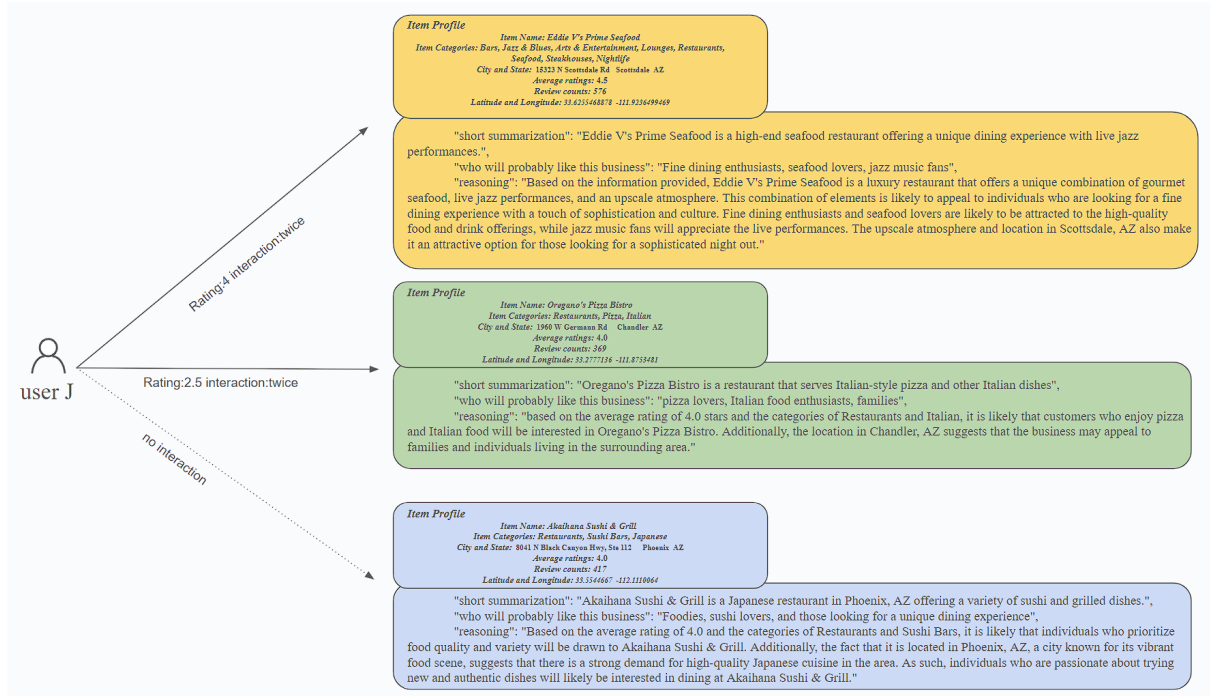 Item Profile
Item Name: Eddie V's Prime Seafood
Item Categories: Bars, Jazz & Blues, Arts & Entertainment, Lounges, Restaurants,
Seafood, Steakhouses, Nightlife
City and State: 15323 N Scottsdale Rd Scottsdale AZ
Average ratings: 4.5
Review counts: 576
Latitude and Longitude: 33.6255468878 -111.9236499469
"short summarization": "Eddie V's Prime Seafood is a high-end seafood restaurant offering a unique dining experience with live jazz
performances.",
"who will probably like this business": "Fine dining enthusiasts, seafood lovers, jazz music fans",
"reasoning": "Based on the information provided, Eddie V's Prime Seafood is a luxury restaurant that offers a unique combination of gourmet
seafood, live jazz performances, and an upscale atmosphere. This combination of elements is likely to appeal to individuals who are looking for a fine
dining experience with a touch of sophistication and culture. Fine dining enthusiasts and seafood lovers are likely to be attracted to the high-quality
food and drink offerings, while jazz music fans will appreciate the live performances. The upscale atmosphere and location in Scottsdale, AZ also make
it an attractive option for those looking for a sophisticated night out."
Rating:4 interaction:twice
Item Profile
Item Name: Oregano's Pizza Bistro
Item Categories: Restaurants, Pizza, Italian
City and State: 1960 W Germann Rd Chandler AZ
Average ratings: 4.0
Review counts: 369
Latitude and Longitude: 33.2777136 -111.8753481
user J
Rating:2.5 interaction:twice
"short summarization": "Oregano's Pizza Bistro is a restaurant that serves Italian-style pizza and other Italian dishes",
"who will probably like this business": "pizza lovers, Italian food enthusiasts, families",
"reasoning": "based on the average rating of 4.0 stars and the categories of Restaurants and Italian, it is likely that customers who enjoy pizza
and Italian food will be interested in Oregano's Pizza Bistro. Additionally, the location in Chandler, AZ suggests that the business may appeal to
families and individuals living in the surrounding area."
no interaction
Item Profile
Item Name: Akaihana Sushi & Grill
Item Categories: Restaurants, Sushi Bars, Japanese
City and State: 8041 N Black Canyon Hwy, Ste 112 Phoenix AZ
Average ratings: 4.0
Review counts: 417
Latitude and Longitude: 33.5544667 -112.1110064
"short summarization": "Akaihana Sushi & Grill is a Japanese restaurant in Phoenix, AZ offering a variety of sushi and grilled dishes.",
"who will probably like this business": "Foodies, sushi lovers, and those looking for a unique dining experience",
"reasoning": "Based on the average rating of 4.0 and the categories of Restaurants and Sushi Bars, it is likely that individuals who prioritize
food quality and variety will be drawn to Akaihana Sushi & Grill. Additionally, the fact that it is located in Phoenix, AZ, a city known for its vibrant
food scene, suggests that there is a strong demand for high-quality Japanese cuisine in the area. As such, individuals who are passionate about trying
new and authentic dishes will likely be interested in dining at Akaihana Sushi & Grill."